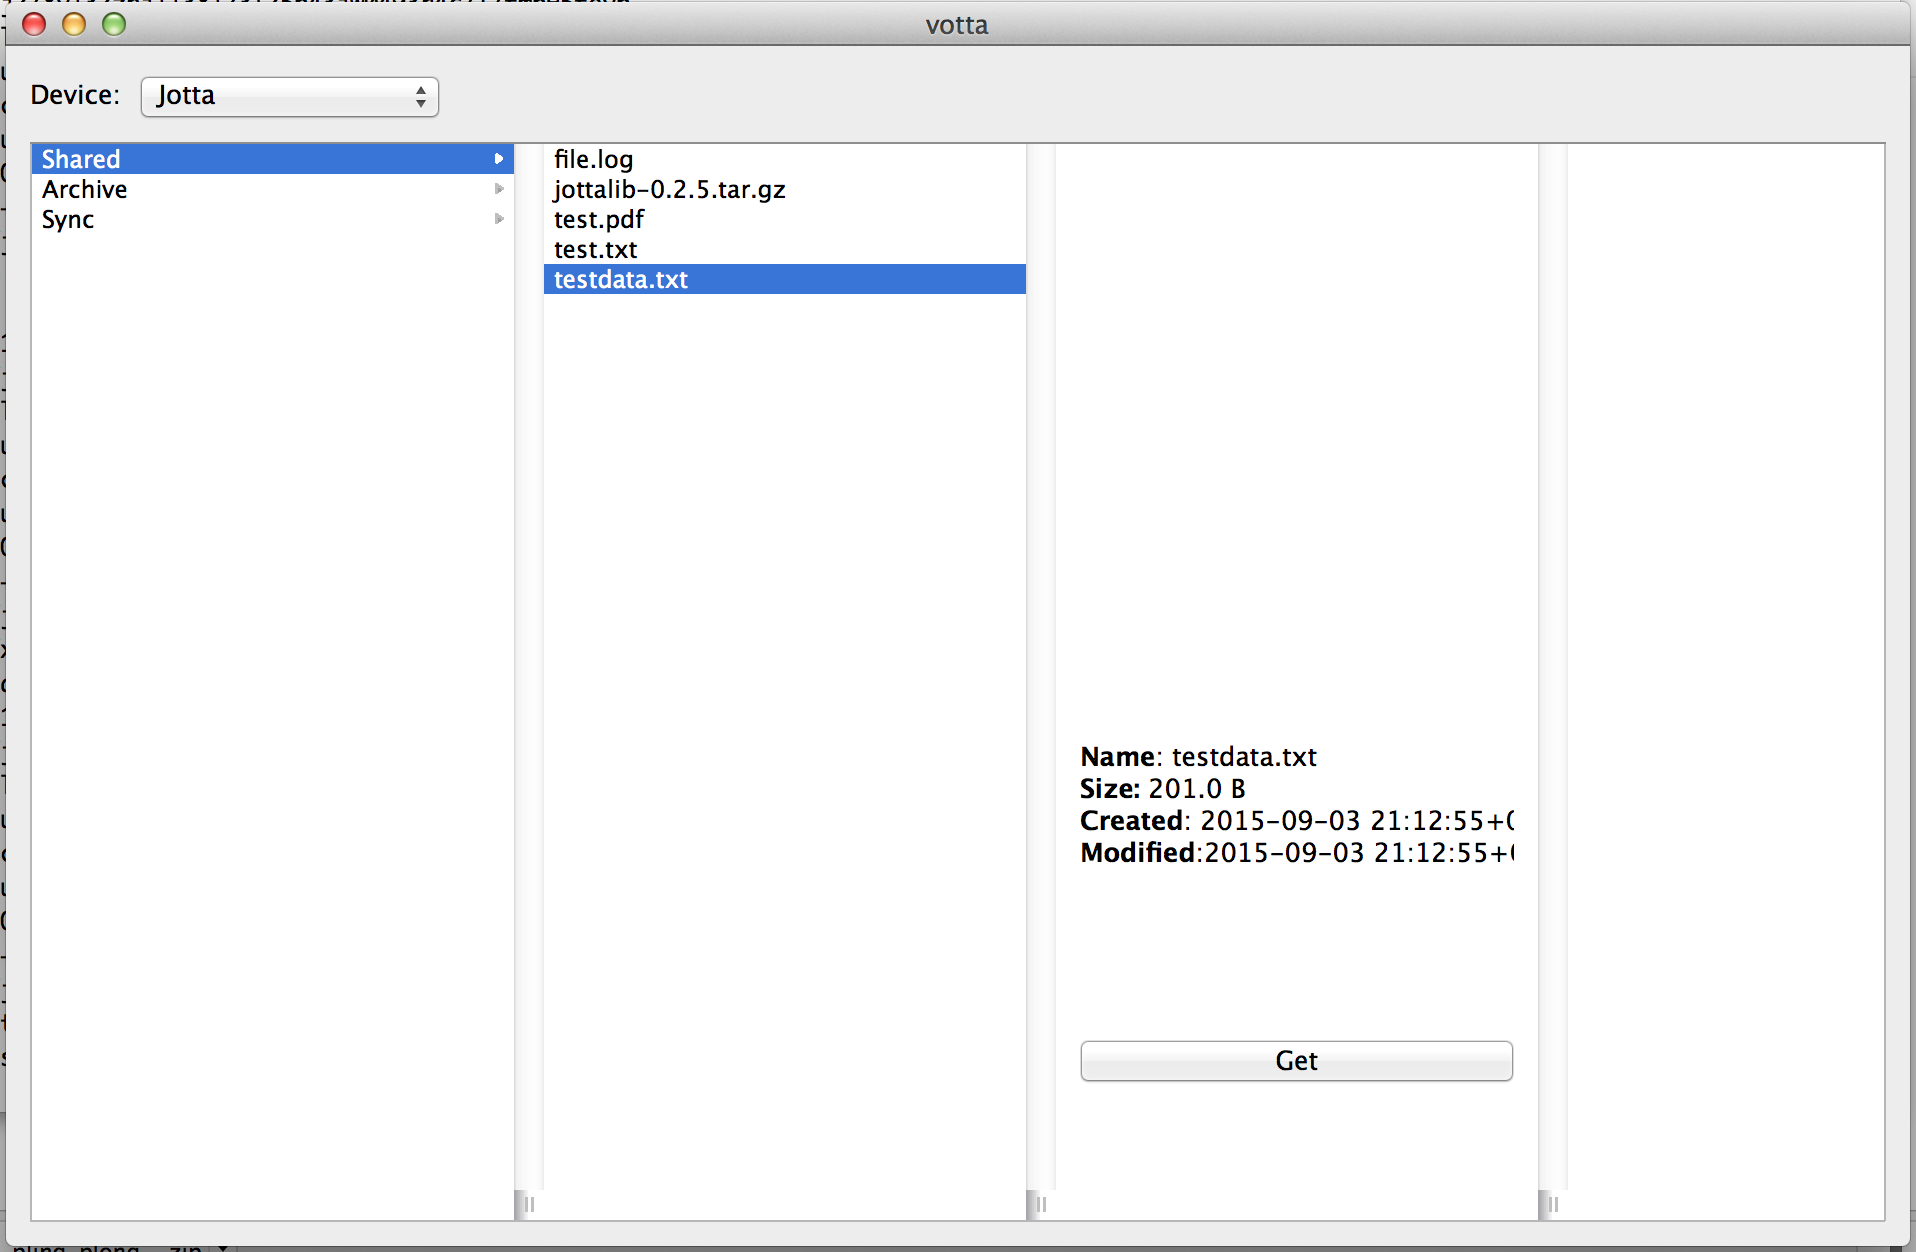 votta
Device: Jotta
Shared
Archive
Sync
file.log
jottalib-0.2.5.tar.gz
test.pdf
test.txt
testdata.txt
Name: testdata.txt
Size: 201.0 B
Created: 2015-09-03 21:12:55+
Modified:2015-09-03 21:12:55+
Get